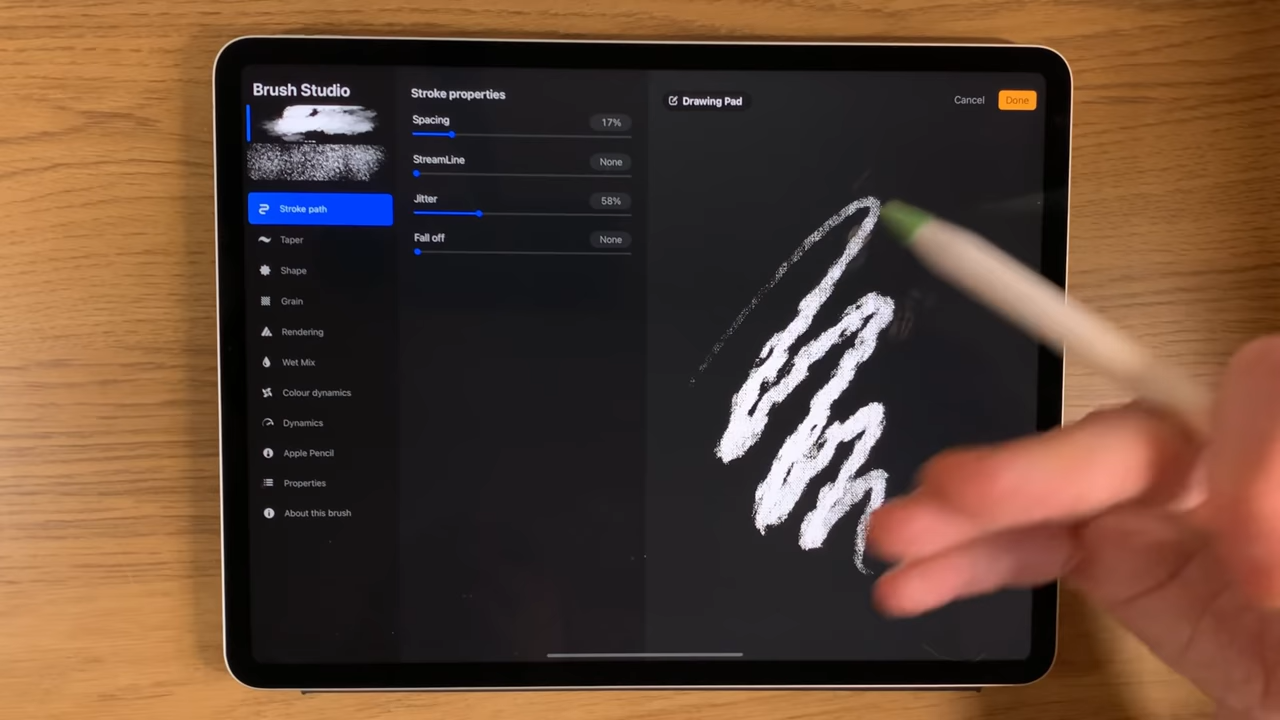 Brush Studio
Stroke path
Taper
Shape
Grain
Rendering
Wet Mix
Colour dynamics
Dynamics
Apple Pencil
Properties
About this brush
Stroke properties
Spacing 17%
StreamLine None
Jitter 58%
Fall off None
Drawing Pad
Cancel Done